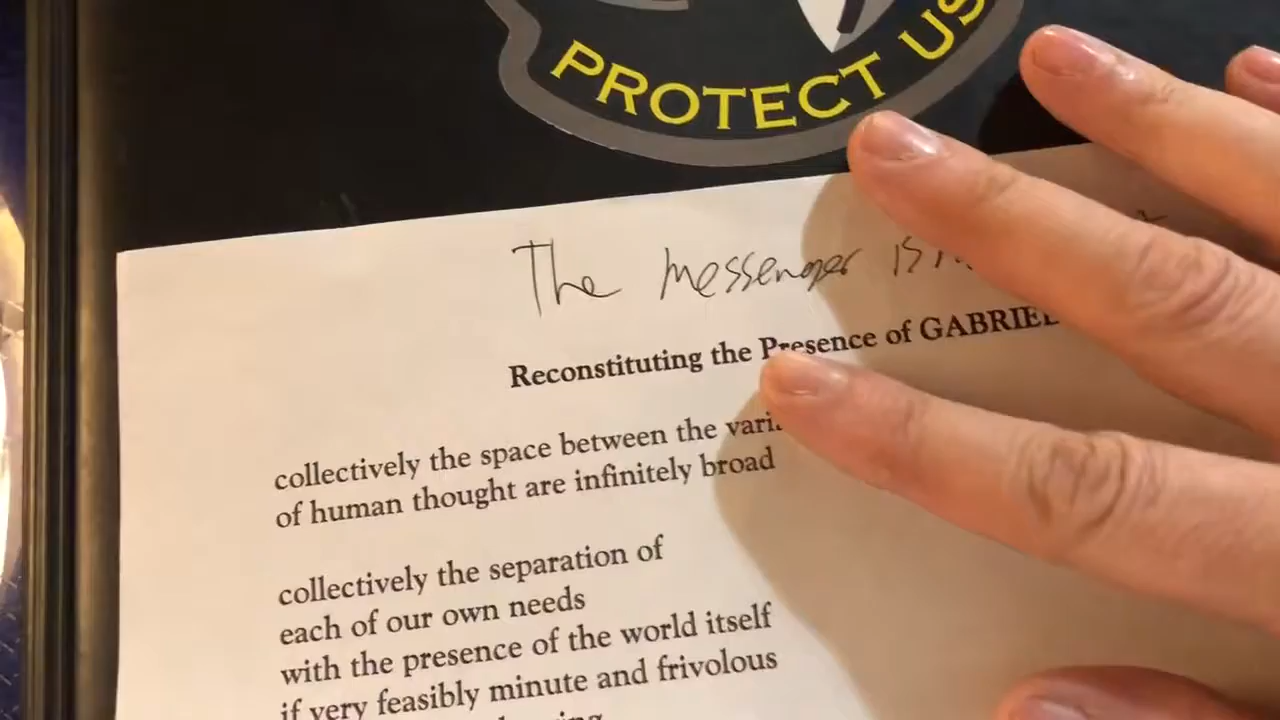 PROTECT US
The messenger is
Reconstituting the Presence of GABRIEL
collectively the space between the
of human thought are infinitely broad
collectively the separation of
each of our own needs
with the presence of the world itself
if very feasibly minute and frivolous